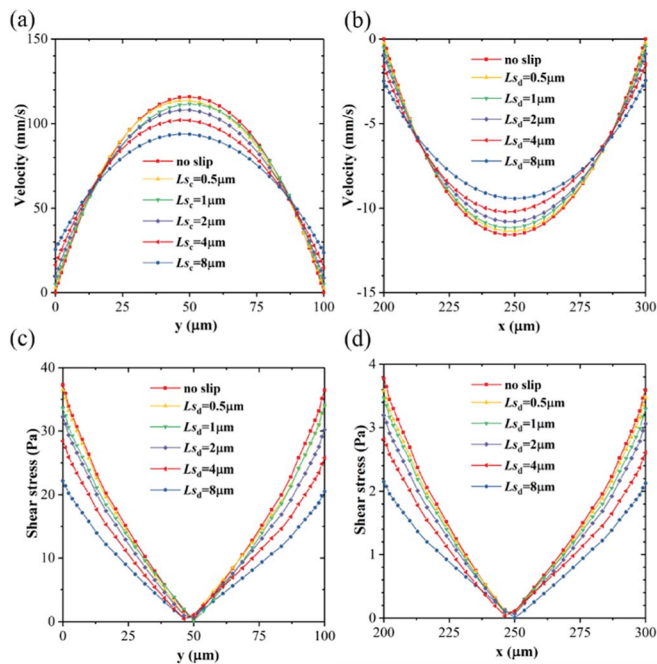 (a)
150
100
50
0
Velocity (mm/s)
no slip
Lsc=0.5μm
Lsc=1μm
Lsc=2μm
Lsc=4μm
Lsc=8μm
0 25 50 75 100
y (μm)
(b)
0
-5
-10
-15
Velocity (mm/s)
no slip
Lsd=0.5μm
Lsd=1μm
Lsd=2μm
Lsd=4μm
Lsd=8μm
200 225 250 275 300
x (μm)
(c)
40
30
20
10
0
Shear stress (Pa)
no slip
Lsd=0.5μm
Lsd=1μm
Lsd=2μm
Lsd=4μm
Lsd=8μm
0 25 50 75 100
y (μm)
(d)
4
3
2
1
0
Shear stress (Pa)
no slip
Lsd=0.5μm
Lsd=1μm
Lsd=2μm
Lsd=4μm
Lsd=8μm
200 225 250 275 300
x (μm)